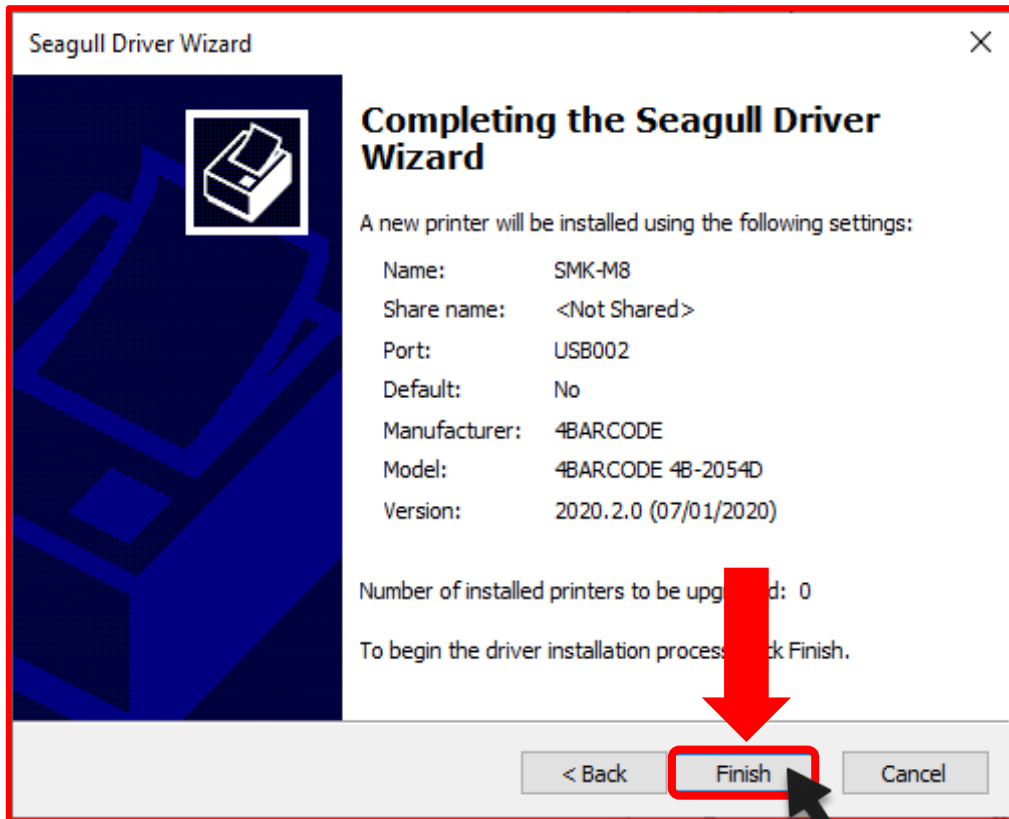 Seagull Driver Wizard
Completing the Seagull Driver
Wizard
A new printer will be installed using the following settings:
Name: SMK-M8
Share name: <Not Shared>
Port: USB002
Default: No
Manufacturer: 4BARCODE
Model: 4BARCODE 4B-2054D
Version: 2020.2.0 (07/01/2020)
Number of installed printers to be 0
To begin the driver installation Finish.
< Back Finish Cancel